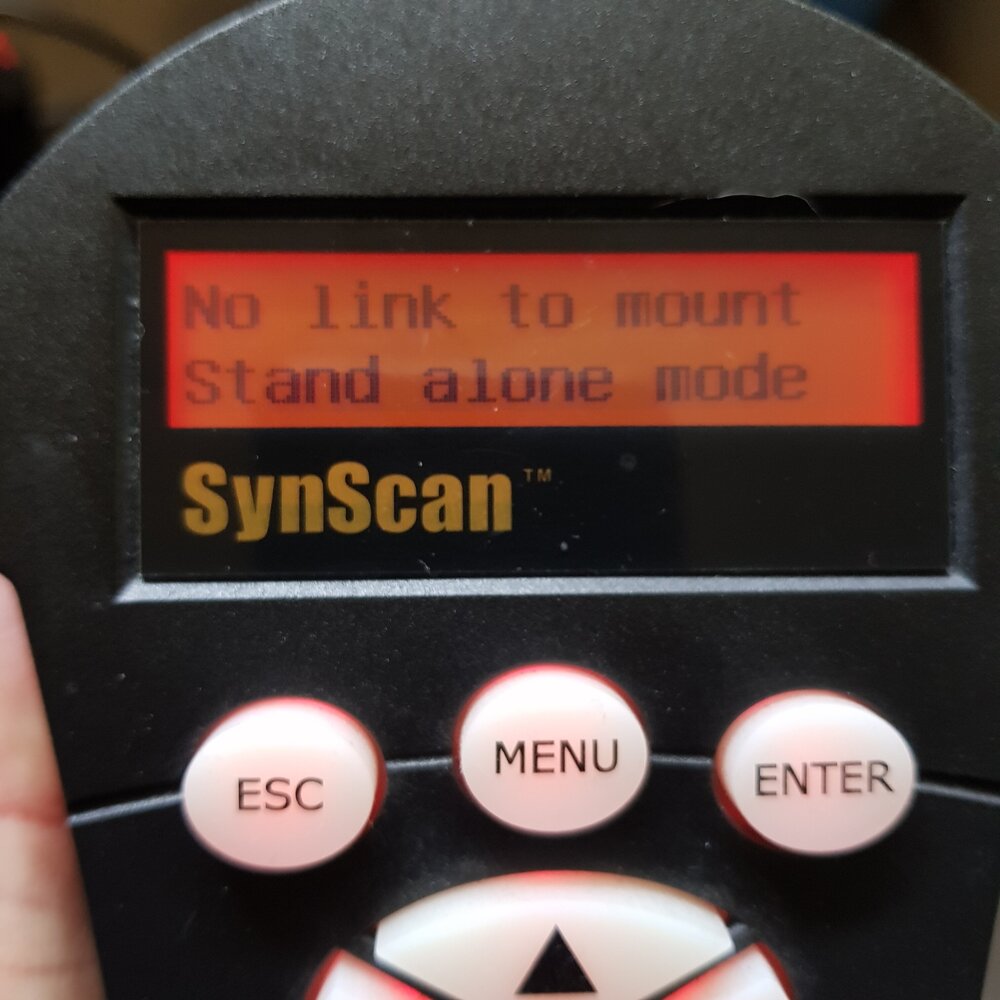 No link to mount
Stand alone mode
SynScan™
ESC
MENU
ENTER